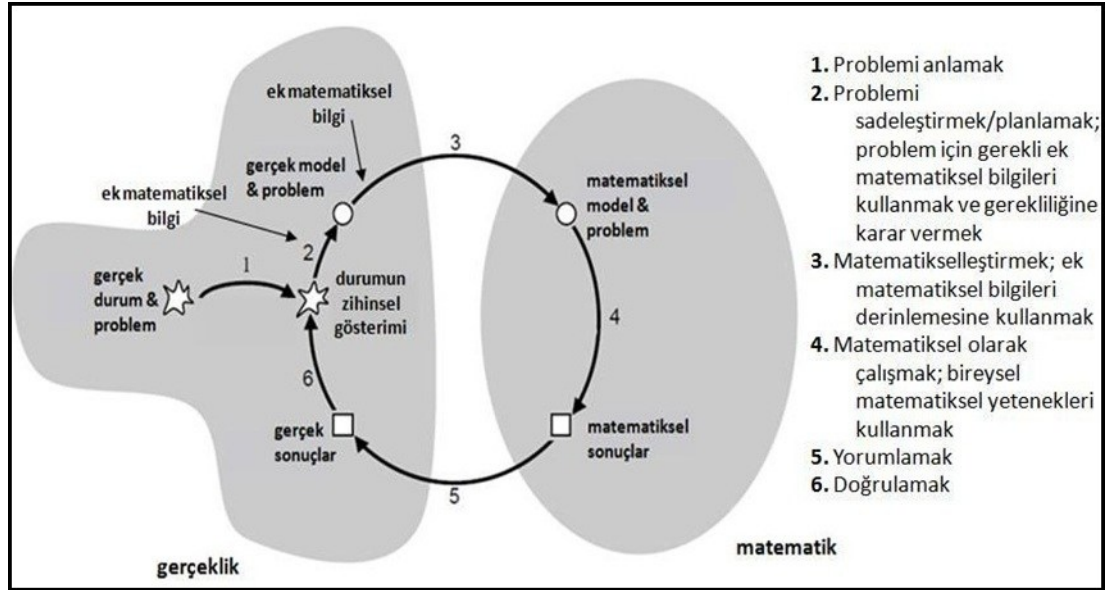 ek matematiksel
bilgi
3
gerçek model
& problem
matematiksel
model &
problem
ek matematiksel
bilgi
2
1
gerçek
durum &
problem
durumun
zihinsel
gösterimi
4
6
gerçek
sonuçlar
matematiksel
sonuçlar
5
gerçeklik
matematik
1. Problemi anlamak
2. Problemi
sadeleştirmek/planlamak;
problem için gerekli ek
matematiksel bilgileri
kullanmak ve gerekliliğine
karar vermek
3. Matematikselleştirmek; ek
matematiksel bilgileri
derinlemesine kullanmak
4. Matematiksel olarak
çalışmak; bireysel
matematiksel yetenekleri
kullanmak
5. Yorumlamak
6. Doğrulamak